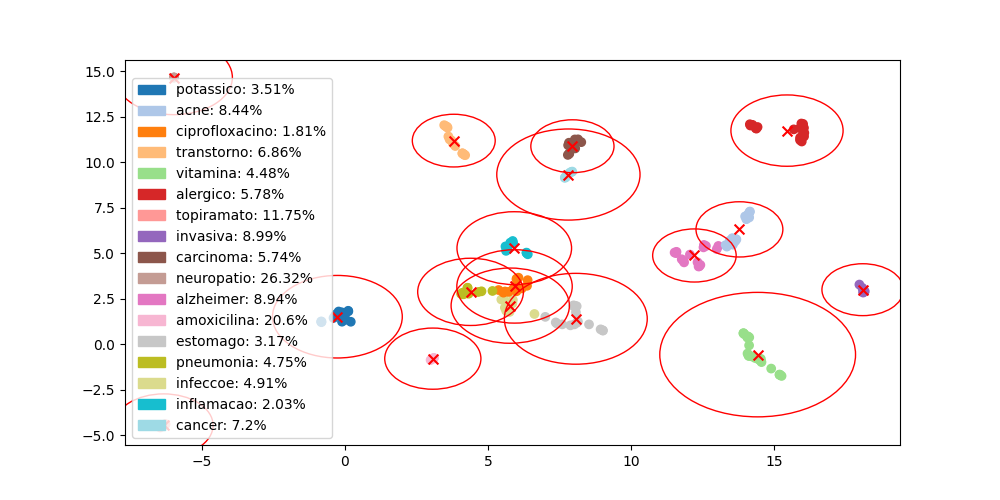 15.0
12.5
10.0
7.5
5.0
2.5
0.0
−2.5
−5.0
potassico: 3.51%
acne: 8.44%
ciprofloxacino: 1.81%
transtorno: 6.86%
vitamina: 4.48%
alergico: 5.78%
topiramato: 11.75%
invasiva: 8.99%
carcinoma: 5.74%
neuropatio: 26.32%
alzheimer: 8.94%
amoxicilina: 20.6%
estomago: 3.17%
pneumonia: 4.75%
infeccoe: 4.91%
inflamacao: 2.03%
cancer: 7.2%
−5 0 5 10 15